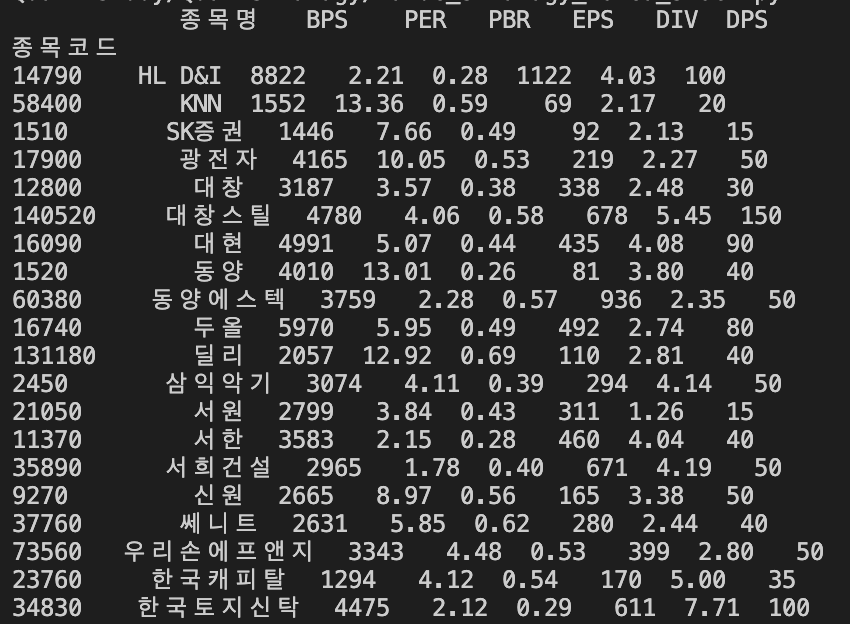 종목명 BPS PER PBR EPS DIV DPS
종목코드
14790 HL D&I 8822 2.21 0.28 1122 4.03 100
58400 KNN 1552 13.36 0.59 69 2.17 20
1510 SK증권 1446 7.66 0.49 92 2.13 15
17900 광전자 4165 10.05 0.53 219 2.27 50
12800 대창 3187 3.57 0.38 338 2.48 30
140520 대창스틸 4780 4.06 0.58 678 5.45 150
16090 대현 4991 5.07 0.44 435 4.08 90
1520 동양 4010 13.01 0.26 81 3.80 40
60380 동양에스텍 3759 2.28 0.57 936 2.35 50
16740 두올 5970 5.95 0.49 492 2.74 80
131180 딜리 2057 12.92 0.69 110 2.81 40
2450 삼익악기 3074 4.11 0.39 294 4.14 50
21050 서원 2799 3.84 0.43 311 1.26 15
11370 서한 3583 2.15 0.28 460 4.04 40
35890 서희건설 2965 1.78 0.40 671 4.19 50
9270 신원 2665 8.97 0.56 165 3.38 50
37760 쎄니트 2631 5.85 0.62 280 2.44 40
73560 우리손에프앤지 3343 4.48 0.53 399 2.80 50
23760 한국캐피탈 1294 4.12 0.54 170 5.00 35
34830 한국토지신탁 4475 2.12 0.29 611 7.71 100